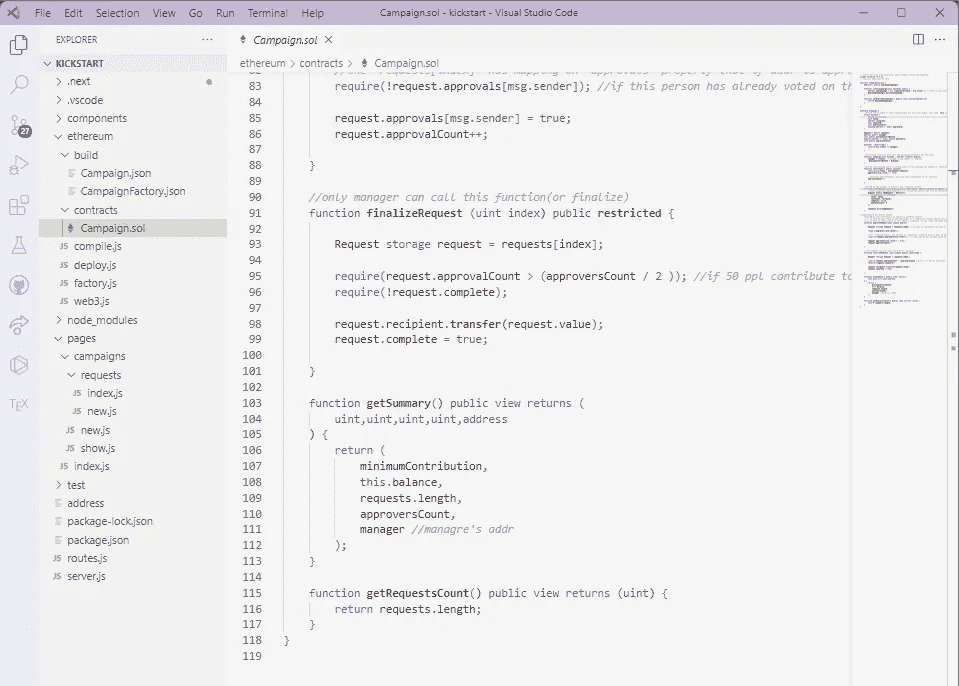 File Edit Selection View Go Run Terminal Help Campaign.sol - kickstart - Visual Studio Code
EXPLORER ···
KICKSTART
.next
.vscode
components
ethereum
build
Campaign.json
CampaignFactory.json
contracts
Campaign.sol
JS compile.js
JS deploy.js
JS factory.js
JS web3.js
node_modules
pages
campaigns
requests
JS index.js
JS new.js
JS new.js
JS show.js
JS index.js
test
address
package-lock.json
package.json
JS routes.js
JS server.js
27
TEX
Campaign.sol ×
ethereum > contracts > Campaign.sol
83 require(!request.approvals[msg.sender]); //if this person has already voted on th
84
85 request.approvals[msg.sender] = true;
86 request.approvalCount++;
87
88 }
89
90 //only manager can call this function(or finalize)
91 function finalizeRequest (uint index) public restricted {
92
93 Request storage request = requests[index];
94
95 require(request.approvalCount > (approversCount / 2 )); //if 50 ppl contribute to
96 require(!request.complete);
97
98 request.recipient.transfer(request.value);
99 request.complete = true;
100
101 }
102
103 function getSummary() public view returns (
104 uint,uint,uint,uint,address
105 ) {
106 return (
107 minimumContribution,
108 this.balance,
109 requests.length,
110 approversCount,
111 manager //managre's addr
112 );
113 }
114
115 function getRequestsCount() public view returns (uint) {
116 return requests.length;
117 }
118 }
119